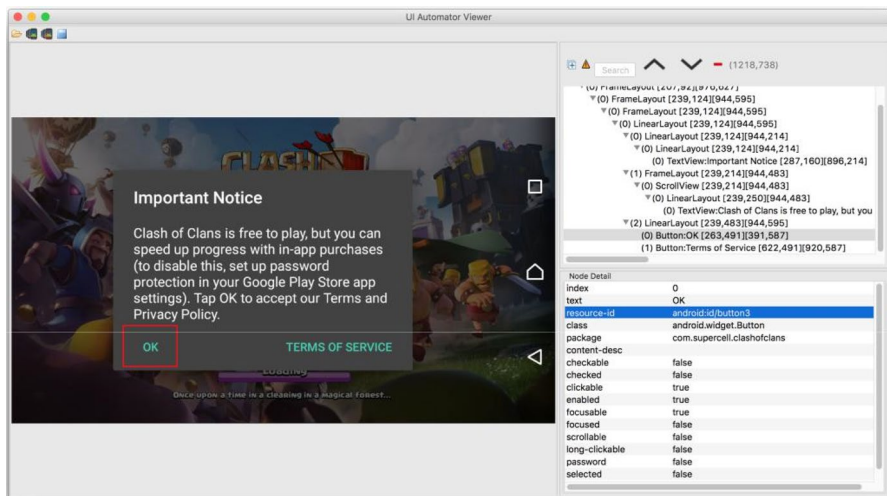 UI Automator Viewer
Search
(1218,738)
(0) FrameLayout [207,92][976,627]
(0) FrameLayout [239,124][944,595]
(0) FrameLayout [239,124][944,595]
(0) LinearLayout [239,124][944,595]
(0) LinearLayout [239,124][944,214]
(0) LinearLayout [239,124][944,214]
(0) TextView:Important Notice [287,160][896,214]
(1) FrameLayout [239,214][944,483]
(0) ScrollView [239,214][944,483]
(0) LinearLayout [239,250][944,483]
(0) TextView:Clash of Clans is free to play, but you
(2) LinearLayout [239,483][944,595]
(0) Button:OK [263,491][391,587]
(1) Button:Terms of Service [622,491][920,587]
CLASH
Important Notice
Clash of Clans is free to play, but you can
speed up progress with in-app purchases
(to disable this, set up password
protection in your Google Play Store app
settings). Tap OK to accept our Terms and
Privacy Policy.
OK
TERMS OF SERVICE
Loading
Once upon a time in a clearing in a magical forest...
Node Detail
index 0
text OK
resource-id android:id/button3
class android.widget.Button
package com.supercell.clashofclans
content-desc
checkable false
checked false
clickable true
enabled true
focusable true
focused false
scrollable false
long-clickable false
password false
selected false